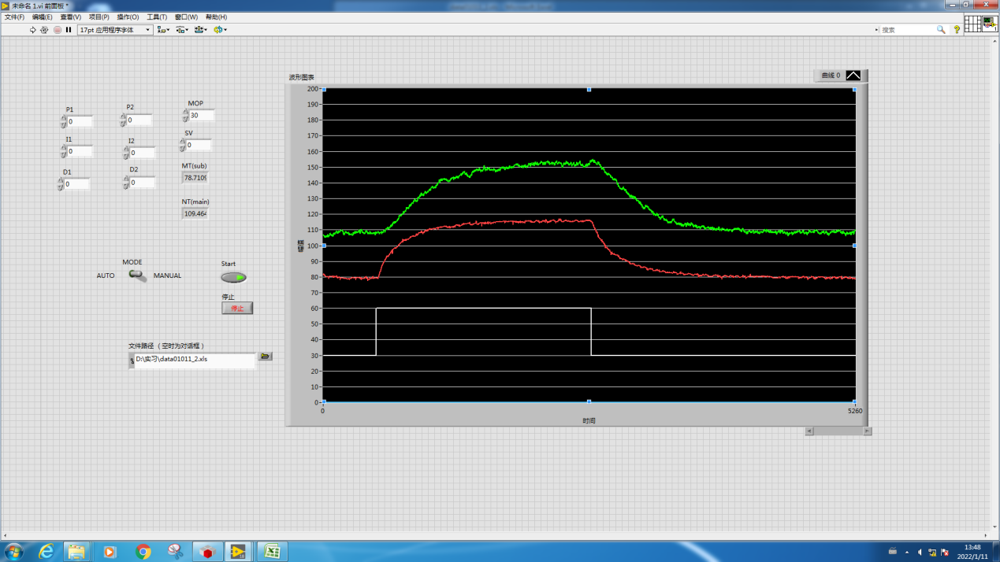 未命名 1.vi 前面板 *
文件(F) 编辑(E) 查看(V) 项目(P) 操作(O) 工具(T) 窗口(W) 帮助(H)
17pt 应用程序字体
搜索
波形图表
曲线 0
P1
0
P2
0
MOP
30
I1
0
I2
0
SV
0
D1
0
D2
0
MT(sub)
78.7109
NT(main)
109.464
MODE
AUTO
MANUAL
Start
停止
停止
文件路径（空时为对话框）
D:\实习\data01011_2.xls
200
190
180
170
160
150
140
130
120
110
100
90
80
70
60
50
40
30
20
10
0
幅值
0
5260
时间
13:48
2022/1/11